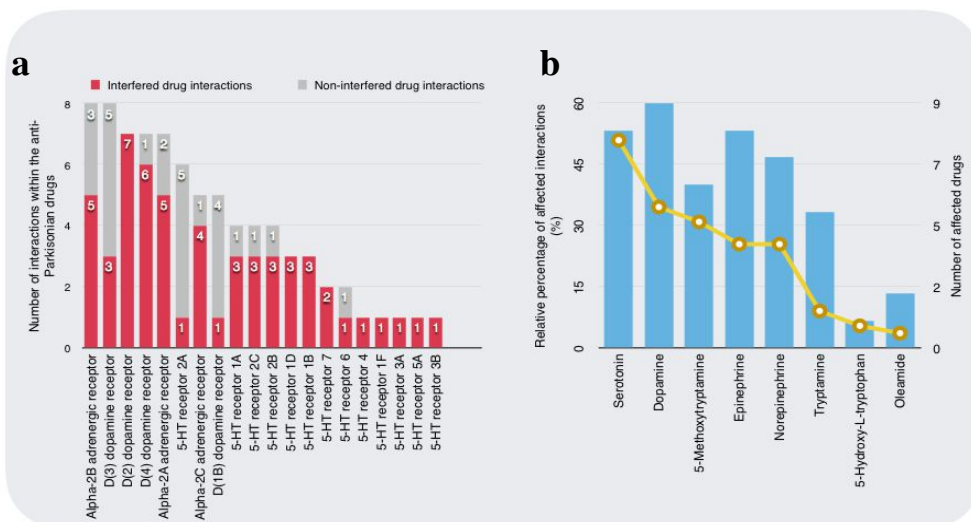 a
Interfered drug interactions
Non-interfered drug interactions
Number of interactions within the anti-
Parkisonian drugs
8
6
4
2
0
3
5
5
3
7
1
6
2
5
5
1
1
4
4
1
1
3
1
3
1
3
3
3
2
1
1
1
1
1
1
1
Alpha-2B adrenergic receptor
D(3) dopamine receptor
D(2) dopamine receptor
D(4) dopamine receptor
Alpha-2A adrenergic receptor
5-HT receptor 2A
Alpha-2C adrenergic receptor
D(1B) dopamine receptor
5-HT receptor 1A
5-HT receptor 2C
5-HT receptor 2B
5-HT receptor 1D
5-HT receptor 1B
5-HT receptor 7
5-HT receptor 6
5-HT receptor 4
5-HT receptor 1F
5-HT receptor 3A
5-HT receptor 5A
5-HT receptor 3B
b
Relative percentage of affected interactions
(%)
60
45
30
15
0
9
7
5
2
0
Number of affected drugs
Serotonin
Dopamine
5-Methoxytryptamine
Epinephrine
Norepinephrine
Tryptamine
5-Hydroxy-L-tryptophan
Oleamide